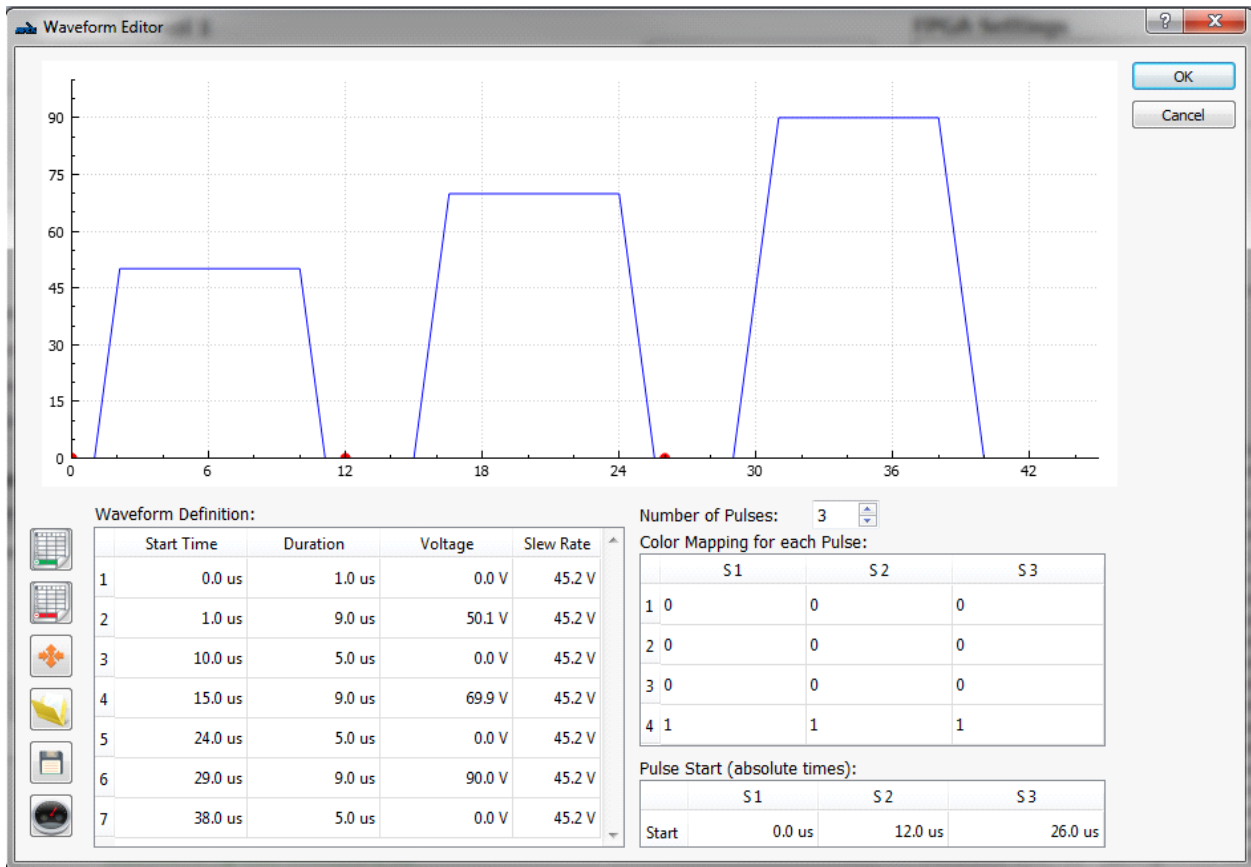 Waveform Editor
FPGA Settings
OK
Cancel
90
75
60
45
30
15
0
0 6 12 18 24 30 36 42
Waveform Definition:
Start Time Duration Voltage Slew Rate
1 0.0 us 1.0 us 0.0 V 45.2 V
2 1.0 us 9.0 us 50.1 V 45.2 V
3 10.0 us 5.0 us 0.0 V 45.2 V
4 15.0 us 9.0 us 69.9 V 45.2 V
5 24.0 us 5.0 us 0.0 V 45.2 V
6 29.0 us 9.0 us 90.0 V 45.2 V
7 38.0 us 5.0 us 0.0 V 45.2 V
Number of Pulses: 3
Color Mapping for each Pulse:
S 1 S 2 S 3
1 0 0 0
2 0 0 0
3 0 0 0
4 1 1 1
Pulse Start (absolute times):
S 1 S 2 S 3
Start 0.0 us 12.0 us 26.0 us